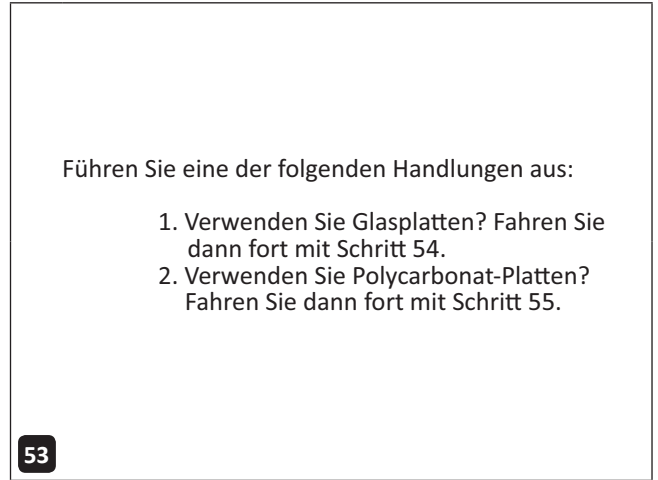 Führen Sie eine der folgenden Handlungen aus:
1. Verwenden Sie Glasplatten? Fahren Sie
dann fort mit Schritt 54.
2. Verwenden Sie Polycarbonat-Platten?
Fahren Sie dann fort mit Schritt 55.
53